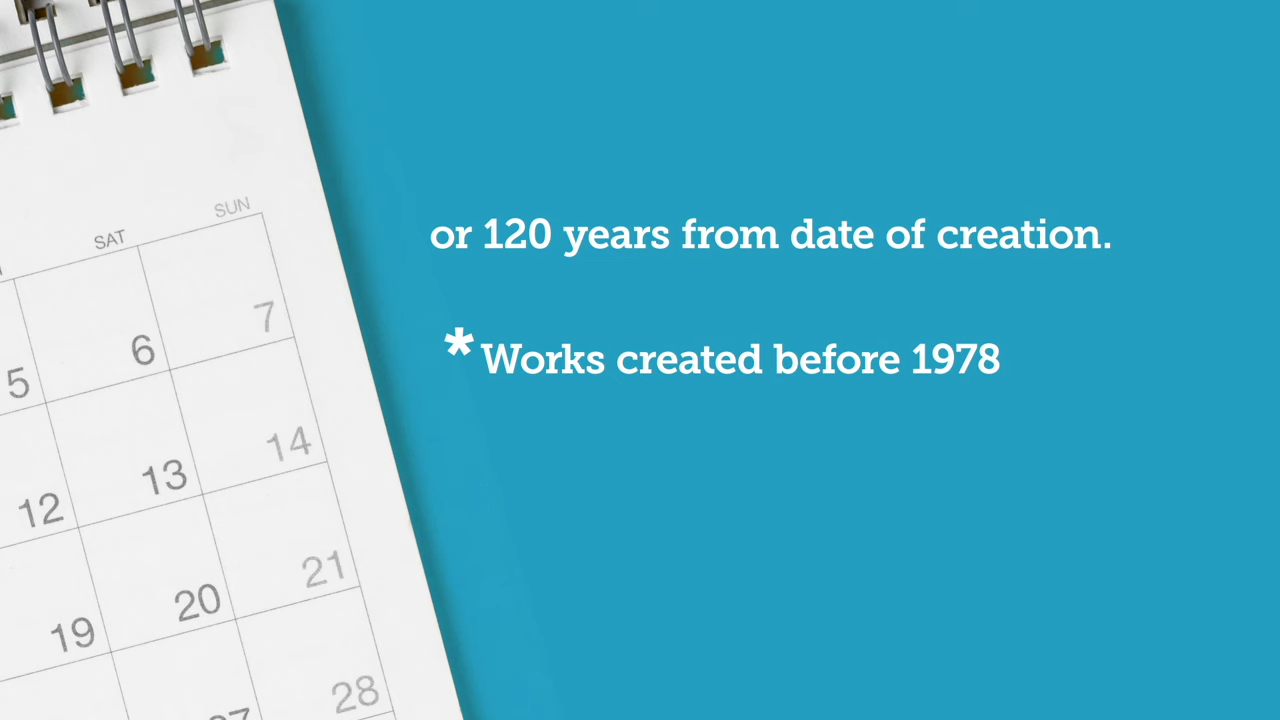 SUN
SAT
7
6
5
14
13
12
21
20
19
28
or 120 years from date of creation.
*Works created before 1978